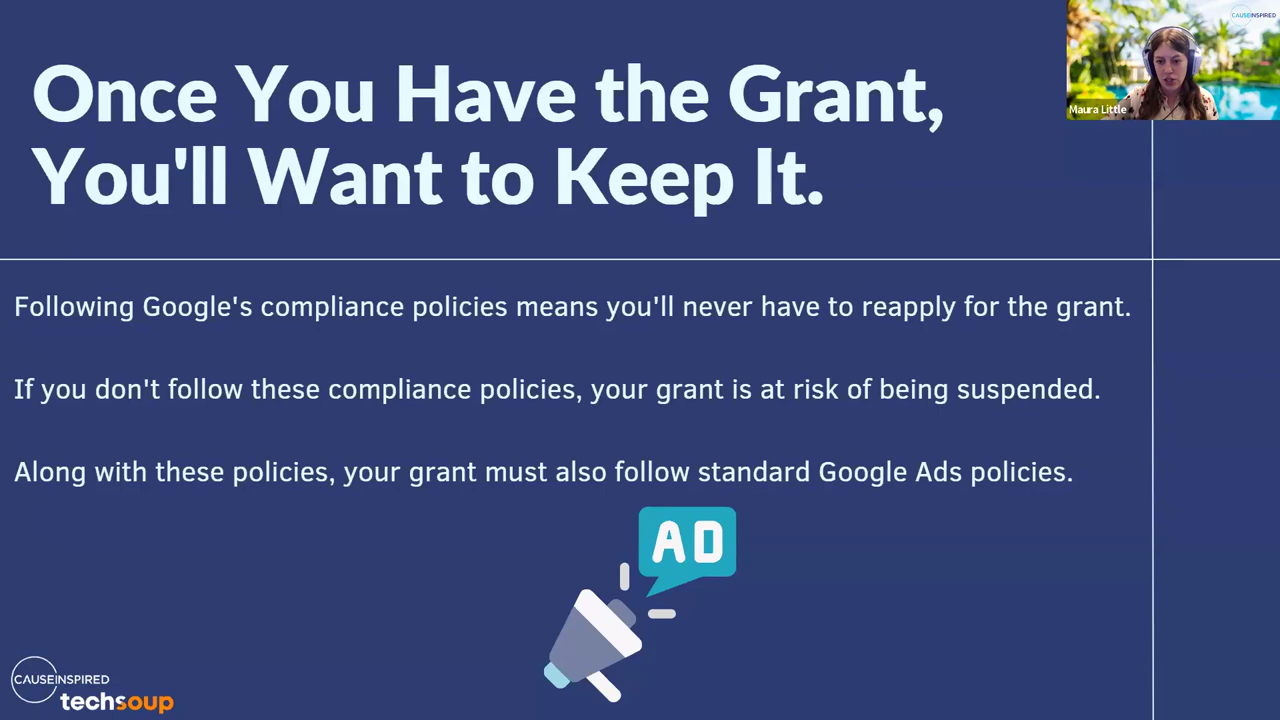 CAUSEINSPIRED
Maura Little
Once You Have the Grant,
You'll Want to Keep It.
Following Google's compliance policies means you'll never have to reapply for the grant.
If you don't follow these compliance policies, your grant is at risk of being suspended.
Along with these policies, your grant must also follow standard Google Ads policies.
AD
CAUSEINSPIRED
techsoup